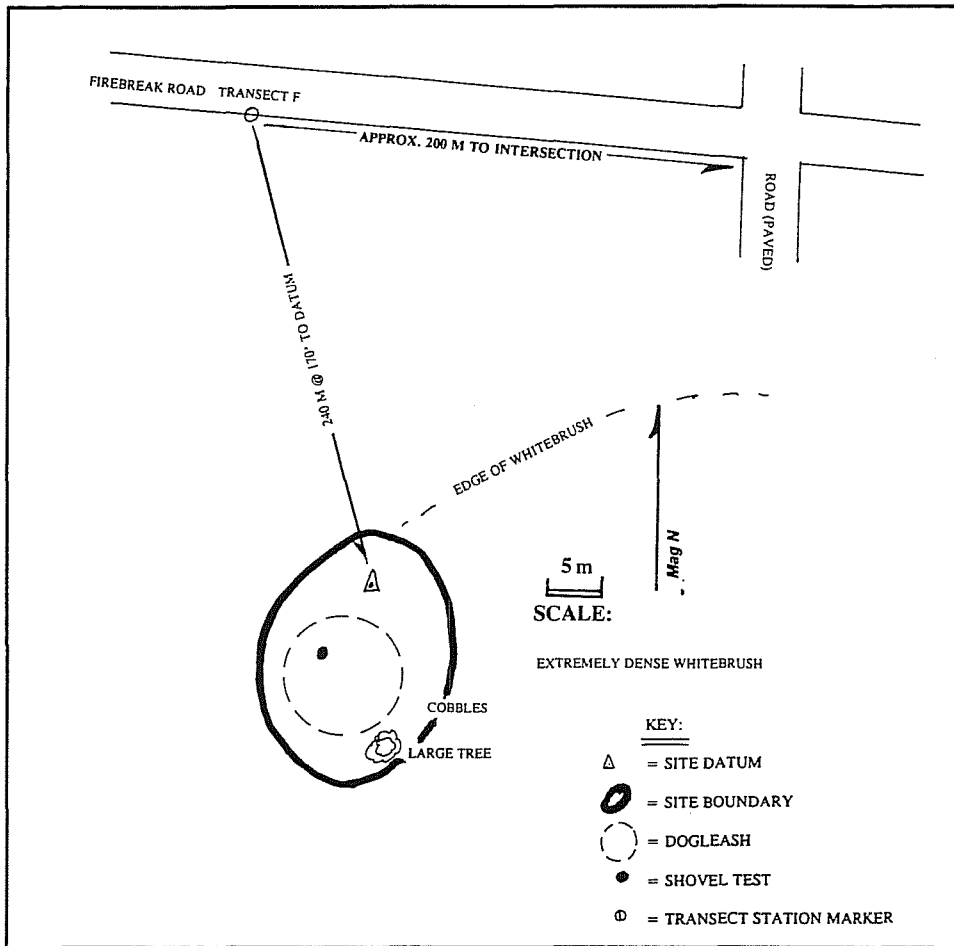 FIREBREAK ROAD TRANSECT F
APPROX. 200 M TO INTERSECTION
ROAD (PAVED)
240 M @ 170° TO DATUM
EDGE OF WHITEBRUSH
Mag N
5 m
SCALE:
EXTREMELY DENSE WHITEBRUSH
COBBLES
LARGE TREE
KEY:
= SITE DATUM
= SITE BOUNDARY
= DOGLEASH
= SHOVEL TEST
= TRANSECT STATION MARKER